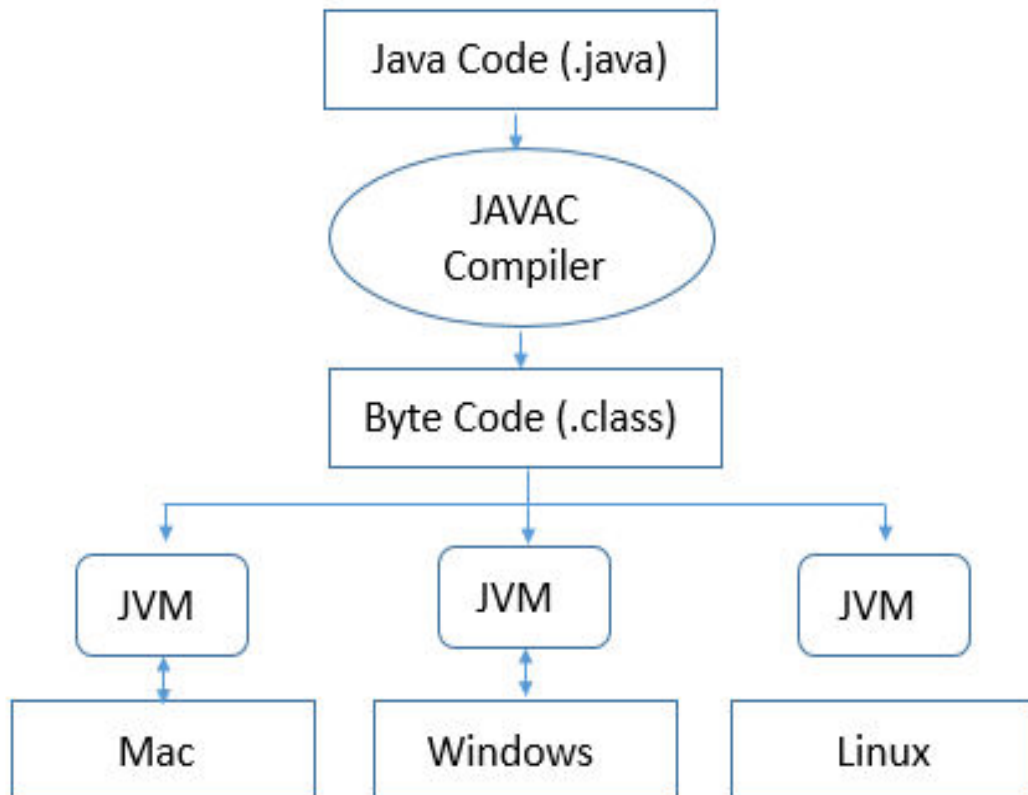 Java Code (.java)
JAVAC
Compiler
Byte Code (.class)
JVM
JVM
JVM
Mac
Windows
Linux